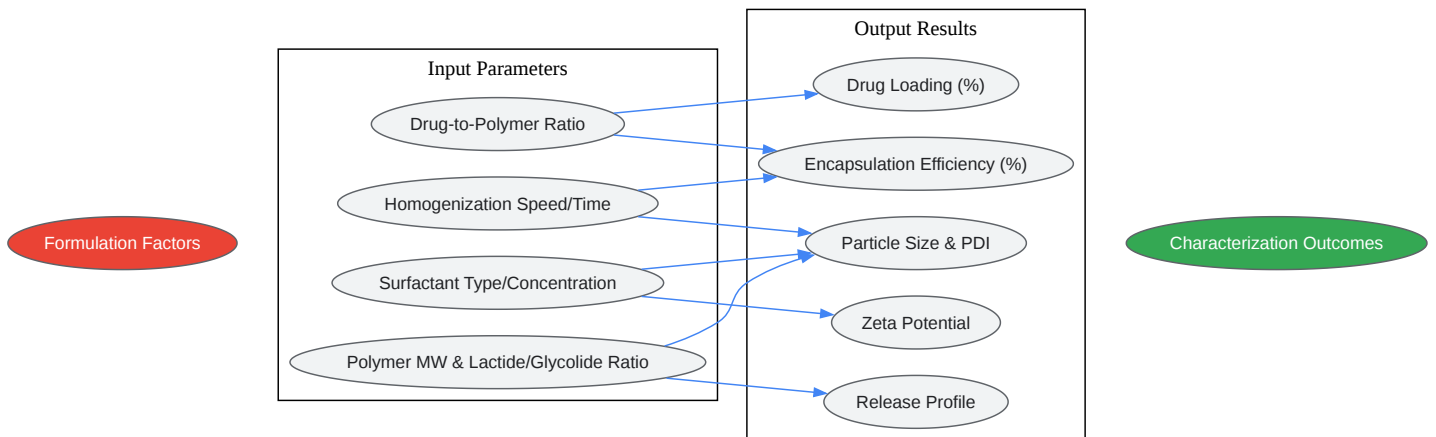 Formulation Factors
Input Parameters
Drug-to-Polymer Ratio
Homogenization Speed/Time
Surfactant Type/Concentration
Polymer MW & Lactide/Glycolide Ratio
Output Results
Drug Loading (%)
Encapsulation Efficiency (%)
Particle Size & PDI
Zeta Potential
Release Profile
Characterization Outcomes